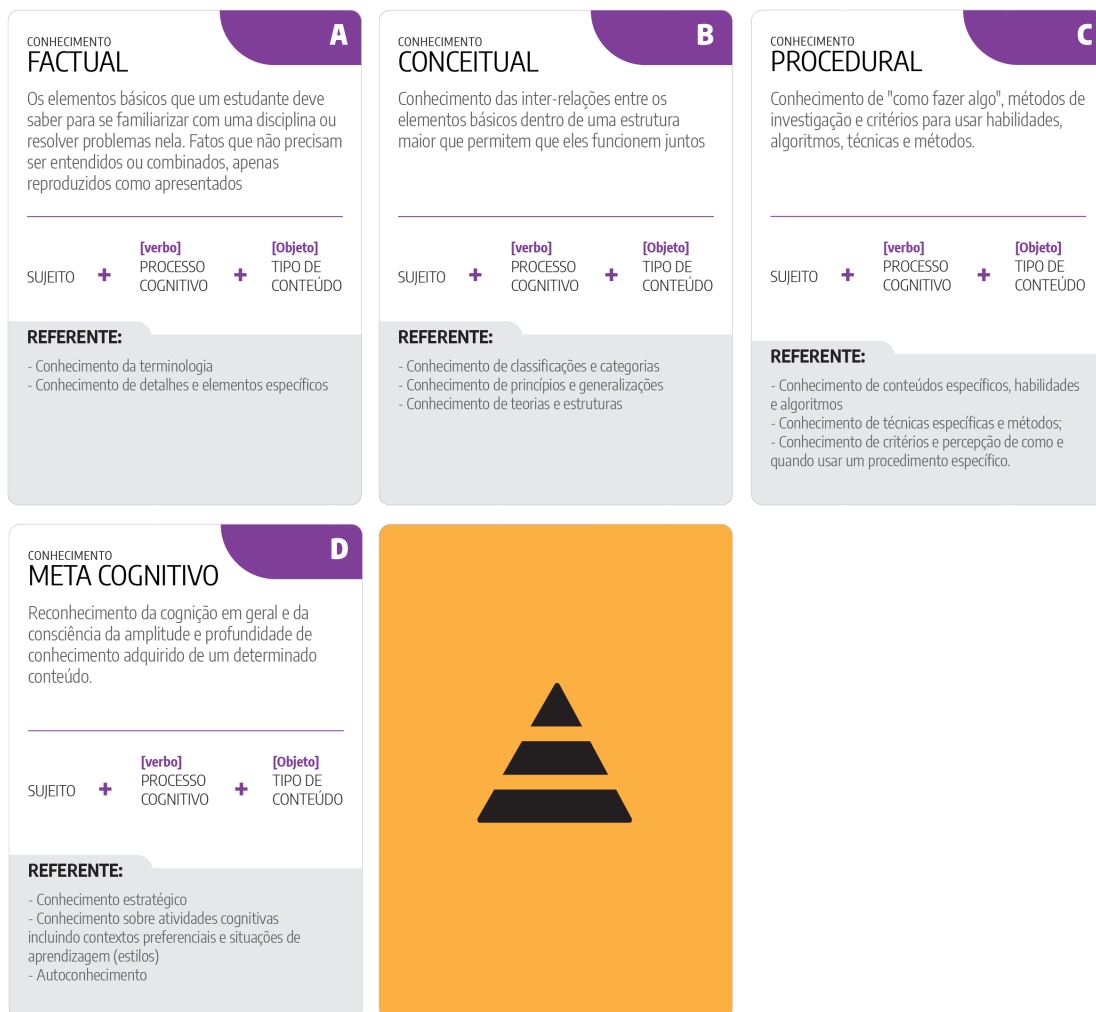 A
CONHECIMENTO
FACTUAL
Os elementos básicos que um estudante deve
saber para se familiarizar com uma disciplina ou
resolver problemas nela. Fatos que não precisam
ser entendidos ou combinados, apenas
reproduzidos como apresentados
SUJEITO + [verbo] PROCESSO COGNITIVO + [Objeto] TIPO DE CONTEÚDO
REFERENTE:
- Conhecimento da terminologia
- Conhecimento de detalhes e elementos específicos
B
CONHECIMENTO
CONCEITUAL
Conhecimento das inter-relações entre os
elementos básicos dentro de uma estrutura
maior que permitem que eles funcionem juntos
SUJEITO + [verbo] PROCESSO COGNITIVO + [Objeto] TIPO DE CONTEÚDO
REFERENTE:
- Conhecimento de classificações e categorias
- Conhecimento de princípios e generalizações
- Conhecimento de teorias e estruturas
C
CONHECIMENTO
PROCEDURAL
Conhecimento de "como fazer algo", métodos de
investigação e critérios para usar habilidades,
algoritmos, técnicas e métodos.
SUJEITO + [verbo] PROCESSO COGNITIVO + [Objeto] TIPO DE CONTEÚDO
REFERENTE:
- Conhecimento de conteúdos específicos, habilidades
e algoritmos
- Conhecimento de técnicas específicas e métodos;
- Conhecimento de critérios e percepção de como e
quando usar um procedimento específico.
D
CONHECIMENTO
META COGNITIVO
Reconhecimento da cognição em geral e da
consciência da amplitude e profundidade de
conhecimento adquirido de um determinado
conteúdo.
SUJEITO + [verbo] PROCESSO COGNITIVO + [Objeto] TIPO DE CONTEÚDO
REFERENTE:
- Conhecimento estratégico
- Conhecimento sobre atividades cognitivas
incluindo contextos preferenciais e situações de
aprendizagem (estilos)
- Autoconhecimento